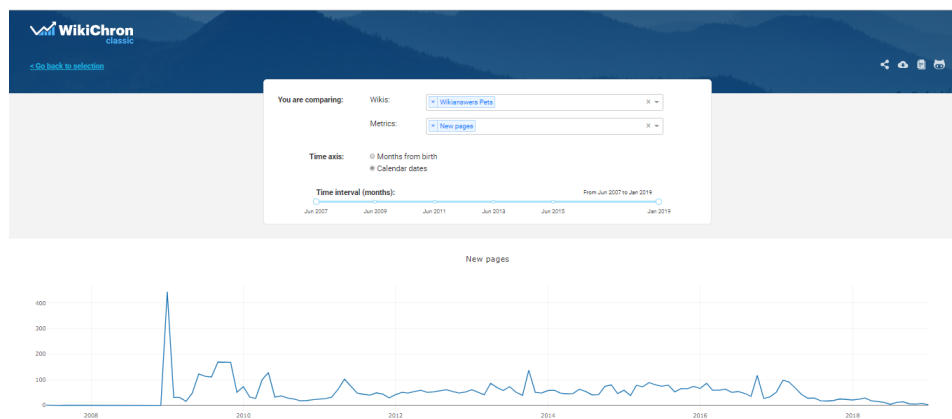 WikiChron
classic
< Go back to selection
You are comparing: Wikis: × Wikianswers Pets ×
Metrics: × New pages ×
Time axis: Months from birth
Calendar dates
Time interval (months): From Jun 2007 to Jan 2019
Jun 2007 Jun 2009 Jun 2011 Jun 2013 Jun 2015 Jan 2019
New pages
400
300
200
100
0
2008 2010 2012 2014 2016 2018